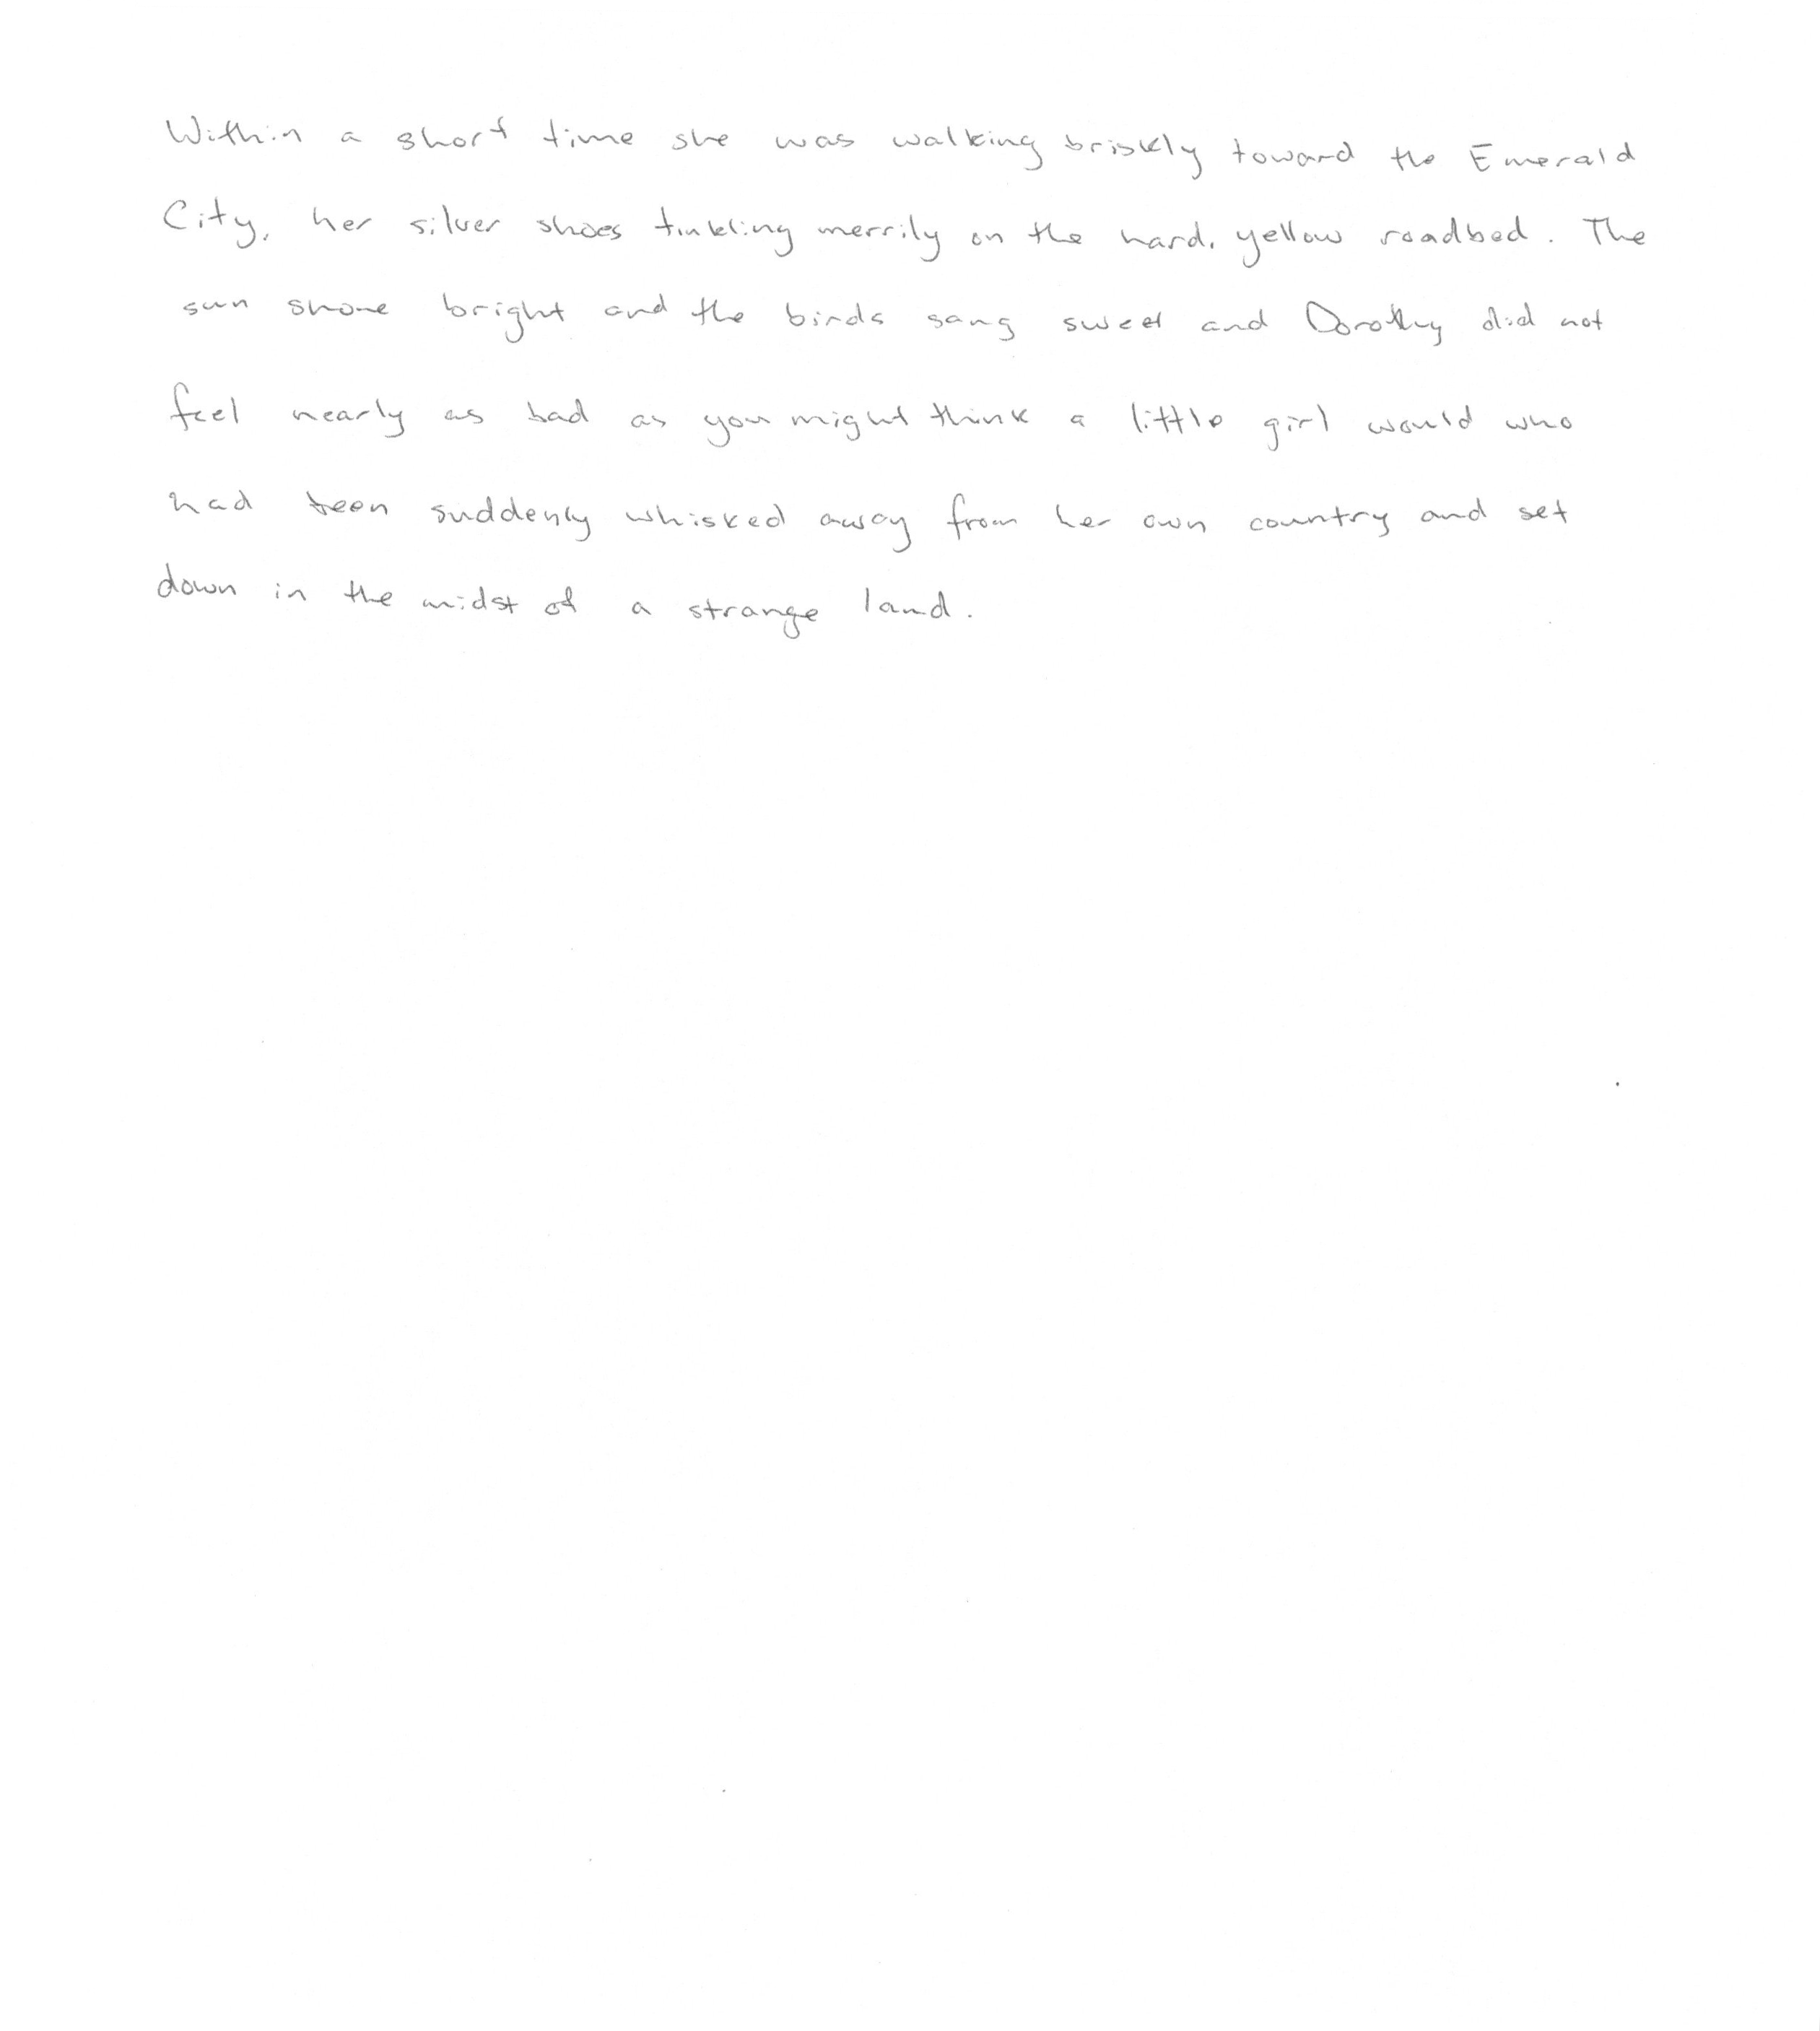 Within a short time she was walking briskly toward the Emerald
City, her silver shoes tinkling merrily on the hard, yellow roadbed. The
sun shone bright and the birds sang sweet and Dorothy did not
feel nearly as bad as you might think a little girl would who
had been suddenly whisked away from her own country and set
down in the midst of a strange land.